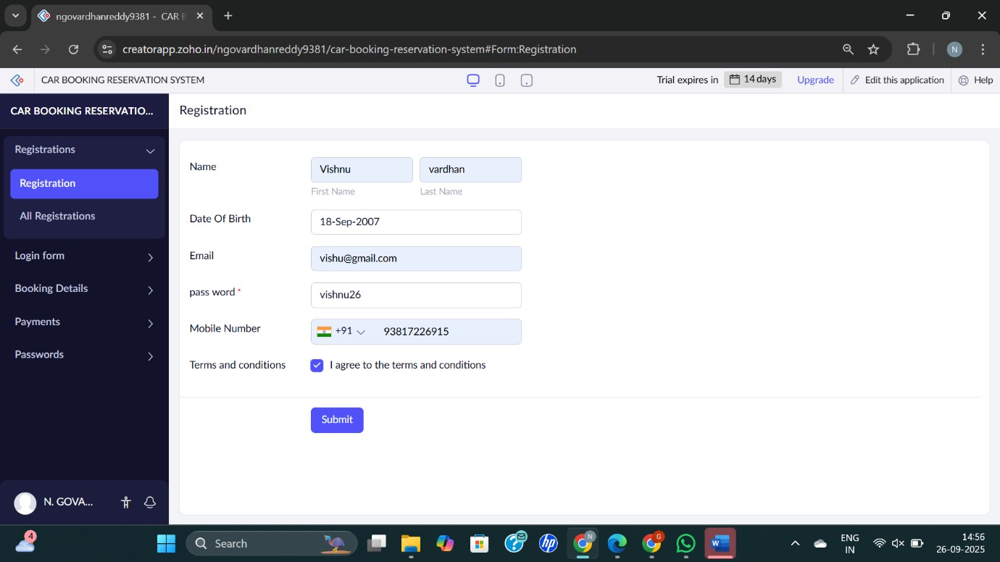 ngovardhanreddy9381 - CAR B
creatorapp.zoho.in/ngovardhanreddy9381/car-booking-reservation-system#Form:Registration
N
CAR BOOKING RESERVATION SYSTEM
Trial expires in 14 days Upgrade Edit this application Help
CAR BOOKING RESERVATIO...
Registration
Registrations
Registration
All Registrations
Login form
Booking Details
Payments
Passwords
N. GOVA...
Name Vishnu vardhan
First Name Last Name
Date Of Birth 18-Sep-2007
Email vishu@gmail.com
pass word * vishnu26
Mobile Number +91 93817226915
Terms and conditions I agree to the terms and conditions
Submit
4
Search
hp
N
G
W
ENG
IN
14:56
26-09-2025